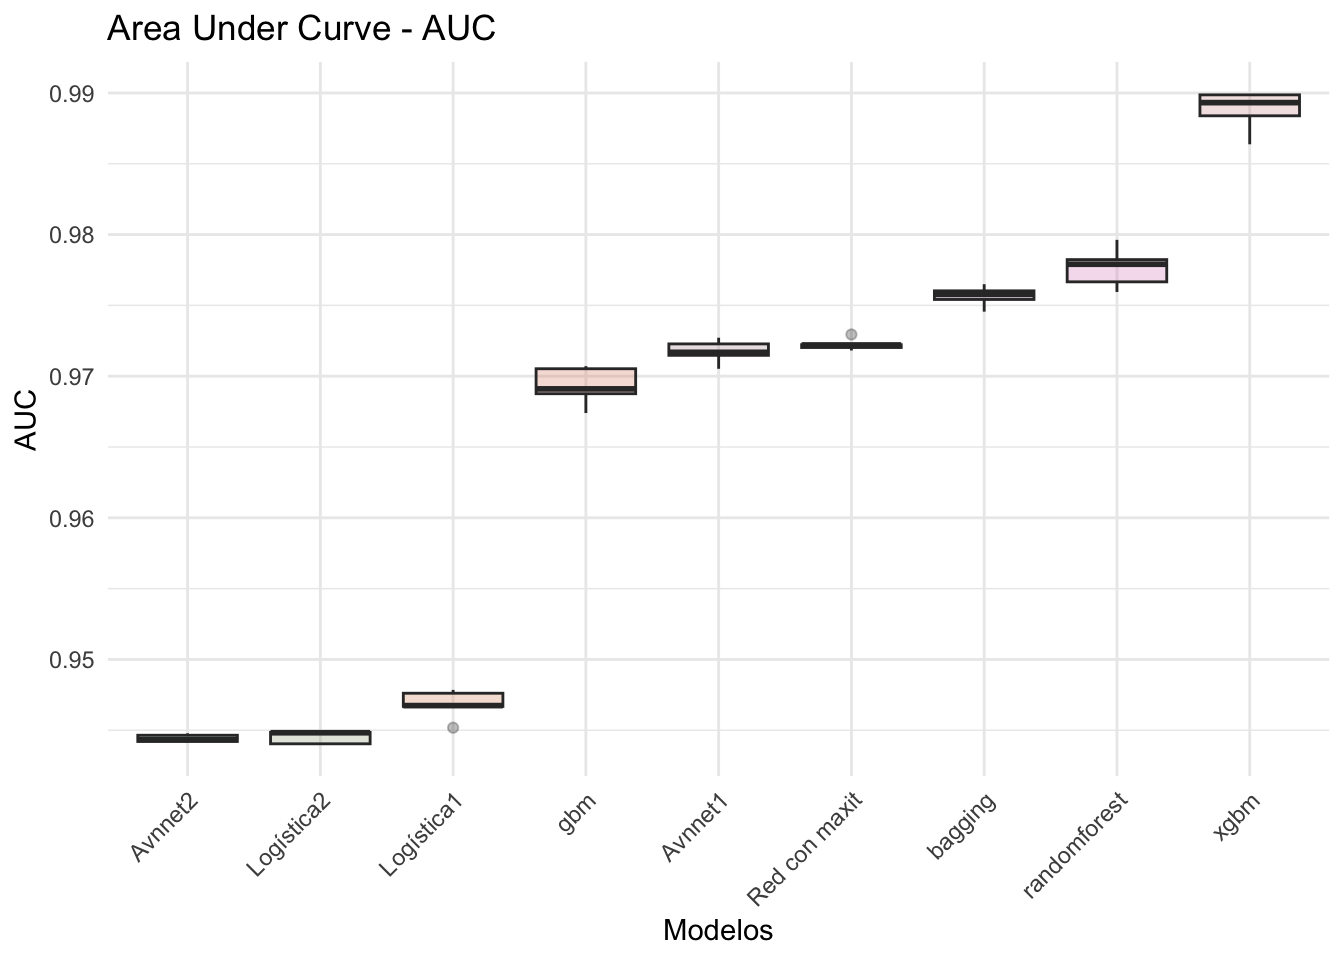 Area Under Curve - AUC
0.99
0.98
0.97
0.96
0.95
AUC
Avnnet2
Logística2
Logística1
gbm
Avnnet1
Red con maxit
bagging
randomforest
xgbm
Modelos